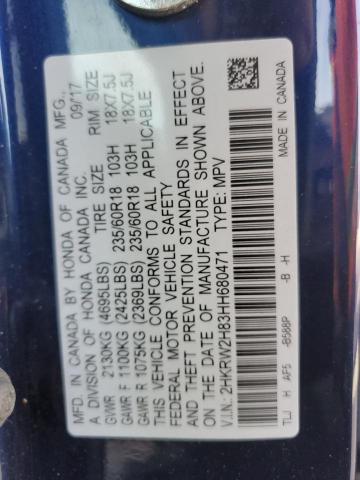 MFD. IN CANADA BY HONDA OF CANADA MFG., 09/17
A DIVISION OF HONDA CANADA INC.
TIRE SIZE RIM SIZE
GVWR 2130KG (4695LBS)
GAWR F 1100KG (2425LBS) 235/60R18 103H 18X7.5J
GAWR R 1075KG (2369LBS) 235/60R18 103H 18X7.5J
THIS VEHICLE CONFORMS TO ALL APPLICABLE
FEDERAL MOTOR VEHICLE SAFETY
AND THEFT PREVENTION STANDARDS IN EFFECT
ON THE DATE OF MANUFACTURE SHOWN ABOVE.
V.I.N.: 2HKRW2H83HH680471 TYPE: MPV
TLJ H AF5 -B588P -B -H MADE IN CANADA